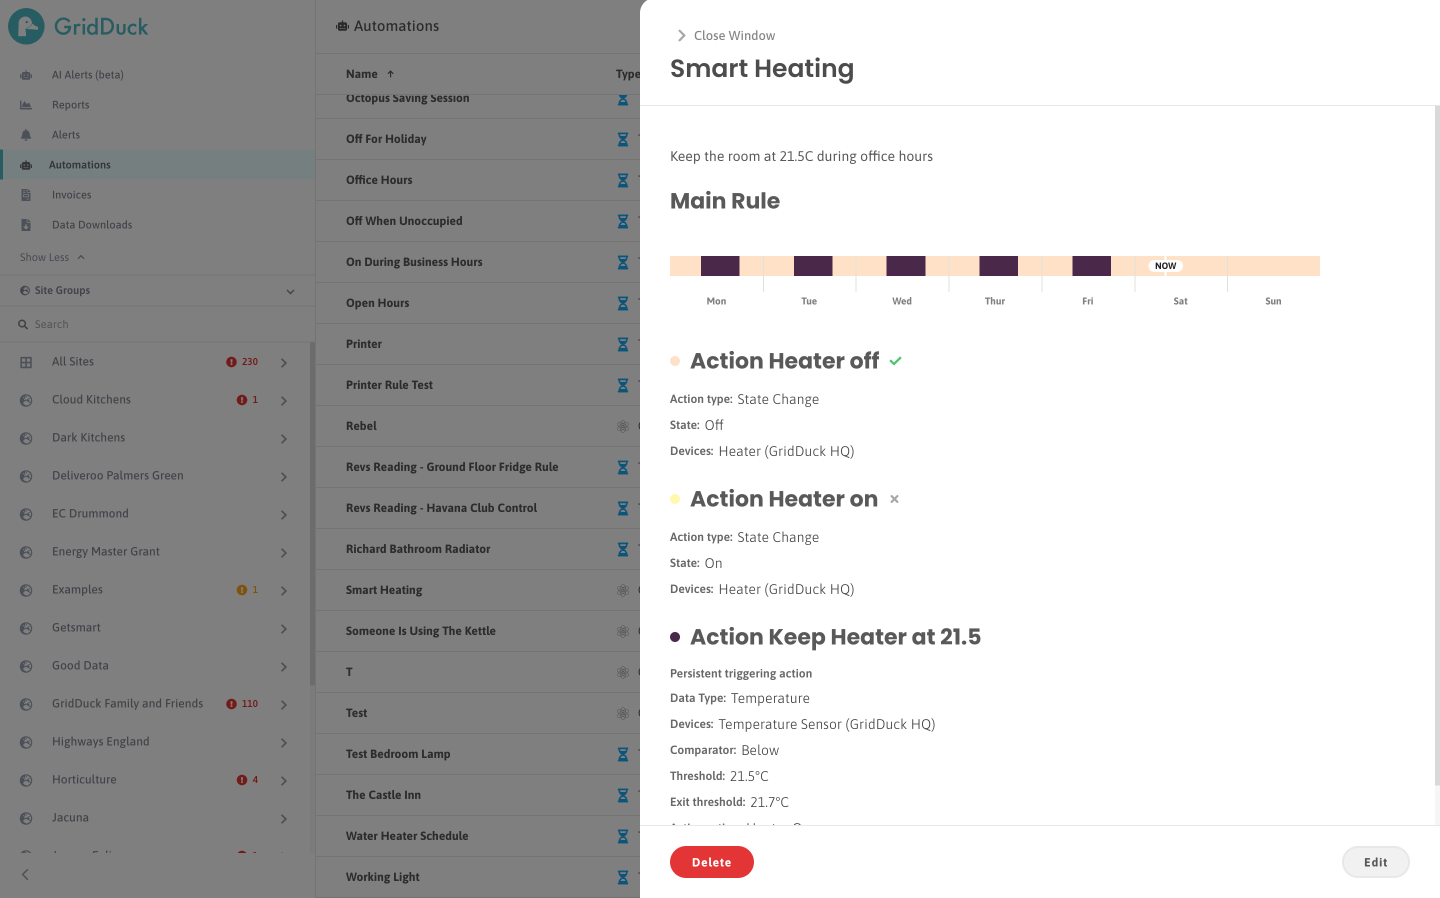 GridDuck
AI Alerts (beta)
Reports
Alerts
Automations
Invoices
Data Downloads
Show Less
Site Groups
Search
All Sites 230
Cloud Kitchens 1
Dark Kitchens
Deliveroo Palmers Green
EC Drummond
Energy Master Grant
Examples 1
Getsmart
Good Data
GridDuck Family and Friends 110
Highways England
Horticulture 4
Jacuna
Automations
Name ↑ Type
Octopus Saving Session
Off For Holiday
Office Hours
Off When Unoccupied
On During Business Hours
Open Hours
Printer
Printer Rule Test
Rebel
Revs Reading - Ground Floor Fridge Rule
Revs Reading - Havana Club Control
Richard Bathroom Radiator
Smart Heating
Someone Is Using The Kettle
T
Test
Test Bedroom Lamp
The Castle Inn
Water Heater Schedule
Working Light
Close Window
Smart Heating
Keep the room at 21.5C during office hours
Main Rule
NOW
Mon Tue Wed Thur Fri Sat Sun
Action Heater off
Action type: State Change
State: Off
Devices: Heater (GridDuck HQ)
Action Heater on
Action type: State Change
State: On
Devices: Heater (GridDuck HQ)
Action Keep Heater at 21.5
Persistent triggering action
Data Type: Temperature
Devices: Temperature Sensor (GridDuck HQ)
Comparator: Below
Threshold: 21.5°C
Exit threshold: 21.7°C
Delete
Edit